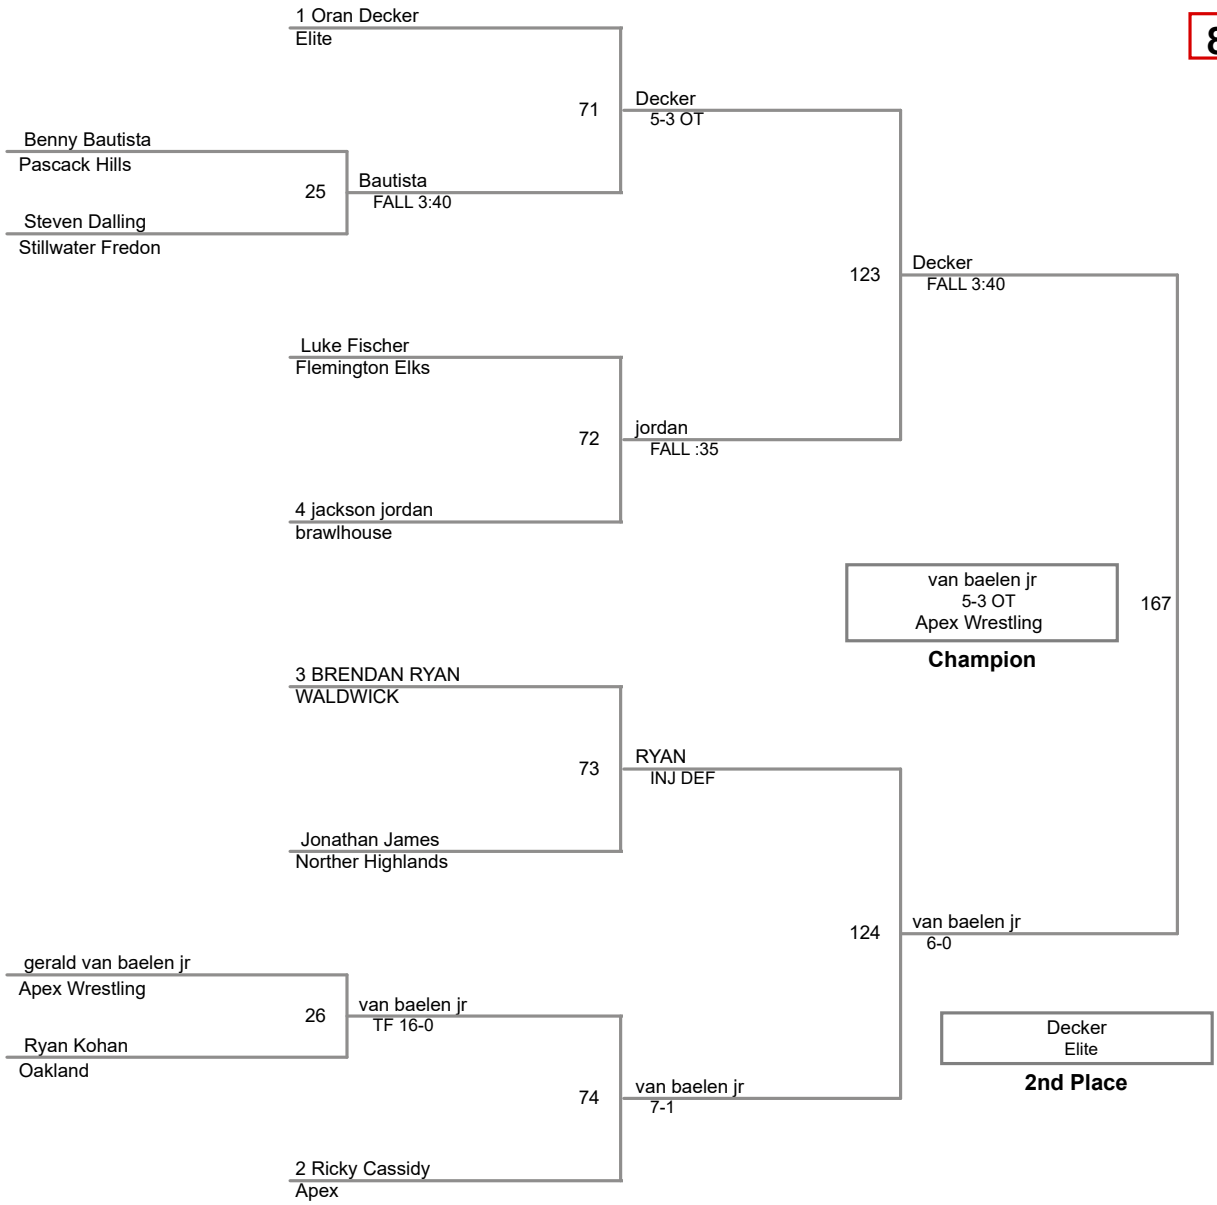 1 Oran Decker
Elite
8
71
Decker
5-3 OT
Benny Bautista
Pascack Hills
25
Bautista
FALL 3:40
Steven Dalling
Stillwater Fredon
123
Decker
FALL 3:40
Luke Fischer
Flemington Elks
72
jordan
FALL :35
4 jackson jordan
brawlhouse
van baelen jr
5-3 OT
Apex Wrestling
167
Champion
3 BRENDAN RYAN
WALDWICK
73
RYAN
INJ DEF
Jonathan James
Norther Highlands
124
van baelen jr
6-0
gerald van baelen jr
Apex Wrestling
26
van baelen jr
TF 16-0
Ryan Kohan
Oakland
Decker
Elite
2nd Place
74
van baelen jr
7-1
2 Ricky Cassidy
Apex